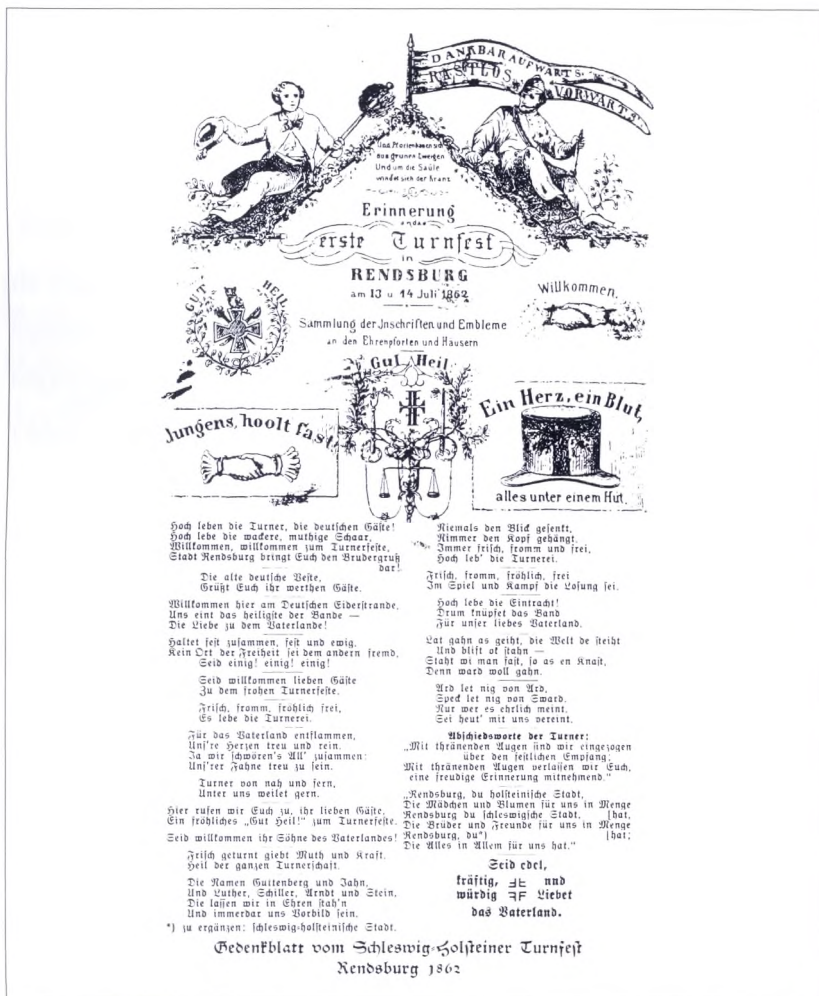 DANKBAR AUFWÄRTS.
RASTLOS VORWÄRTS.
Und Pforten bauen sich
aus grünen Zweigen
Und um die Säule
windet sich der Kranz
Erinnerung
an das
erste Turnfest
in
RENDSBURG
am 13 u 14 Juli 1862
GUT HEIL
Willkommen.
Sammlung der Jnschriften und Embleme
an den Ehrenpforten und Häusern
Gut Heil
Jungens, hoolt fast.
Ein Herz, ein Blut,
alles unter einem Hut.
Hoch leben die Turner, die deutschen Gäste!
Hoch lebe die wackere, muthige Schaar,
Willkommen, willkommen zum Turnerfeste,
Stadt Rendsburg bringt Euch den Brudergruß
dar!
Die alte deutsche Veste,
Grüßt Euch ihr werthen Gäste.
Willkommen hier am Deutschen Eiderstrande,
Uns eint das heiligste der Bande —
Die Liebe zu dem Vaterlande!
Haltet fest zusammen, fest und ewig.
Kein Ort der Freiheit sei dem andern fremd,
Seid einig! einig! einig!
Seid willkommen lieben Gäste
Zu dem frohen Turnerfeste.
Frisch, fromm, fröhlich frei,
Es lebe die Turnerei.
Für das Vaterland entflammen,
Uns're Herzen treu und rein.
Ja wir schwören's All' zusammen:
Uns'rer Fahne treu zu sein.
Turner von nah und fern,
Unter uns weilet gern.
Hier rufen wir Euch zu, ihr lieben Gäste,
Ein fröhliches „Gut Heil!" zum Turnerfeste.
Seid willkommen ihr Söhne des Vaterlandes!
Frisch geturnt giebt Muth und Kraft.
Heil der ganzen Turnerschaft.
Die Namen Guttenberg und Jahn,
Und Luther, Schiller, Arndt und Stein,
Die lassen wir in Ehren stah'n
Und immerdar uns Vorbild sein.
*) zu ergänzen: schleswig-holsteinische Stadt.
Niemals den Blick gesenkt,
Nimmer den Kopf gehängt.
Immer frisch, fromm und frei,
Hoch leb' die Turnerei.
Frisch, fromm, fröhlich, frei
Im Spiel und Kampf die Losung sei.
Hoch lebe die Eintracht!
Drum knüpfet das Band
Für unser liebes Vaterland.
Lat gahn as geiht, die Welt de steiht
Und blift ok stahn —
Staht wi man fast, so as en Knast,
Denn ward woll gahn.
Ard let nig von Ard,
Speck let nig von Sward.
Nur wer es ehrlich meint,
Sei heut' mit uns vereint.
Abschiedsworte der Turner:
„Mit thränenden Augen sind wir eingezogen
über den festlichen Empfang;
Mit thränenden Augen verlassen wir Euch,
eine freudige Erinnerung mitnehmend."
„Rendsburg, du holsteinische Stadt,
Die Mädchen und Blumen für uns in Menge
Rendsburg du schleswigsche Stadt, [hat,
Die Brüder und Freunde für uns in Menge
Rendsburg, du*) [hat;
Die Alles in Allem für uns hat."
Seid edel,
kräftig, und
würdig Liebet
das Vaterland.
Gedenkblatt vom Schleswig-Holsteiner Turnfest
Rendsburg 1862